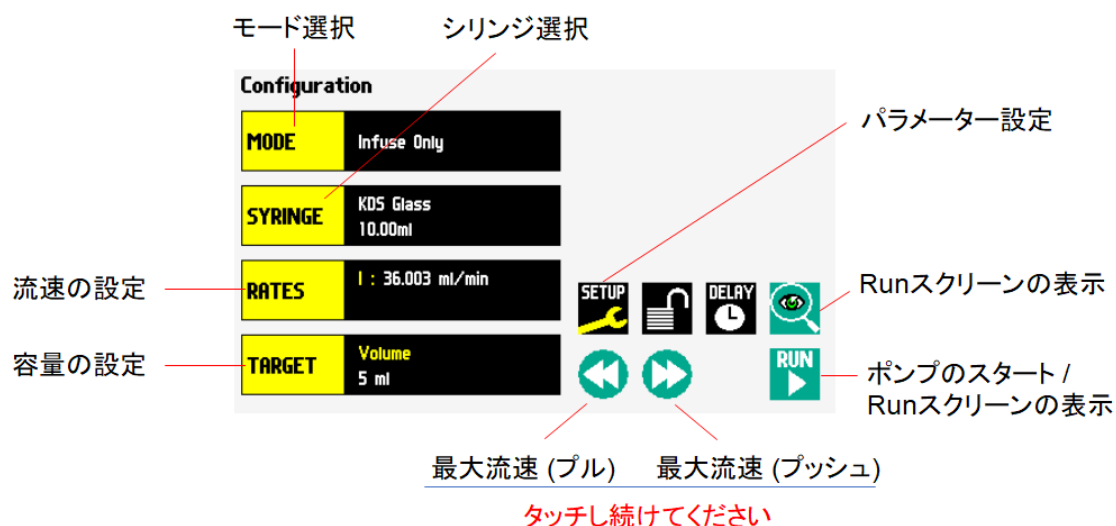 モード選択
シリンジ選択
Configuration
MODE
Infuse Only
パラメーター設定
SYRINGE
KDS Glass
10.00ml
流速の設定
RATES
I : 36.003 ml/min
SETUP
DELAY
Runスクリーンの表示
容量の設定
TARGET
Volume
5 ml
RUN
ポンプのスタート /
Runスクリーンの表示
最大流速 (プル)
最大流速 (プッシュ)
タッチし続けてください